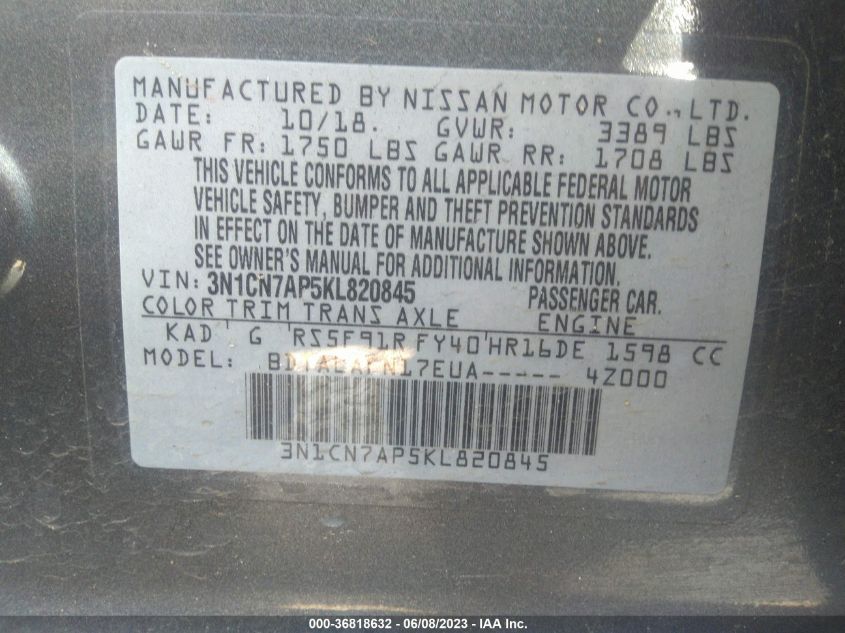 MANUFACTURED BY NISSAN MOTOR CO., LTD.
DATE: 10/18. GVWR: 3389 LBS
GAWR FR: 1750 LBS GAWR RR: 1708 LBS
THIS VEHICLE CONFORMS TO ALL APPLICABLE FEDERAL MOTOR
VEHICLE SAFETY, BUMPER AND THEFT PREVENTION STANDARDS
IN EFFECT ON THE DATE OF MANUFACTURE SHOWN ABOVE.
SEE OWNER'S MANUAL FOR ADDITIONAL INFORMATION.
VIN: 3N1CN7AP5KL820845 PASSENGER CAR.
COLOR TRIM TRANS AXLE ENGINE
KAD G RS5F91R FY40 HR16DE 1598 CC
MODEL: 4Z000
3N1CN7AP5KL820845
000-36818632 - 06/08/2023 - IAA Inc.